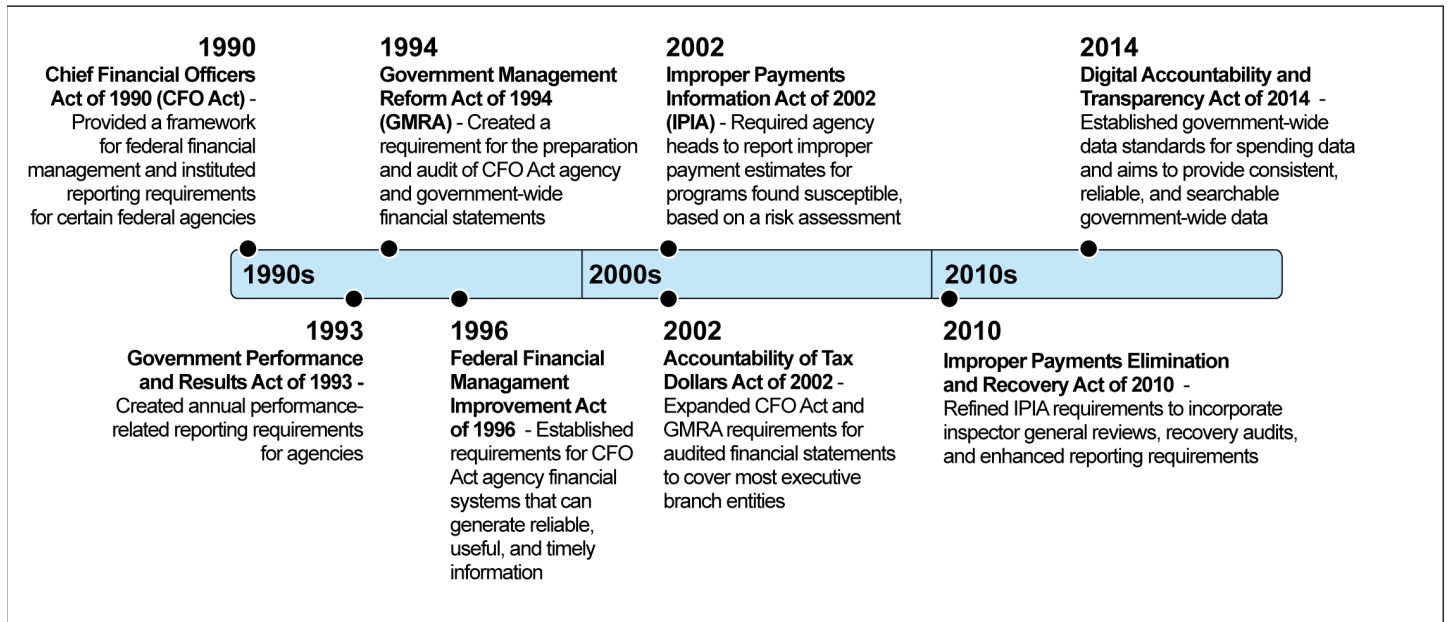 1990
Chief Financial Officers
Act of 1990 (CFO Act) -
Provided a framework
for federal financial
management and instituted
reporting requirements
for certain federal agencies
1994
Government Management
Reform Act of 1994
(GMRA) - Created a
requirement for the preparation
and audit of CFO Act agency
and government-wide
financial statements
2002
Improper Payments
Information Act of 2002
(IPIA) - Required agency
heads to report improper
payment estimates for
programs found susceptible,
based on a risk assessment
2014
Digital Accountability and
Transparency Act of 2014 -
Established government-wide
data standards for spending data
and aims to provide consistent,
reliable, and searchable
government-wide data
1990s
2000s
2010s
1993
Government Performance
and Results Act of 1993 -
Created annual performance-
related reporting requirements
for agencies
1996
Federal Financial
Managament
Improvement Act
of 1996 - Established
requirements for CFO
Act agency financial
systems that can
generate reliable,
useful, and timely
information
2002
Accountability of Tax
Dollars Act of 2002 -
Expanded CFO Act and
GMRA requirements for
audited financial statements
to cover most executive
branch entities
2010
Improper Payments Elimination
and Recovery Act of 2010 -
Refined IPIA requirements to incorporate
inspector general reviews, recovery audits,
and enhanced reporting requirements